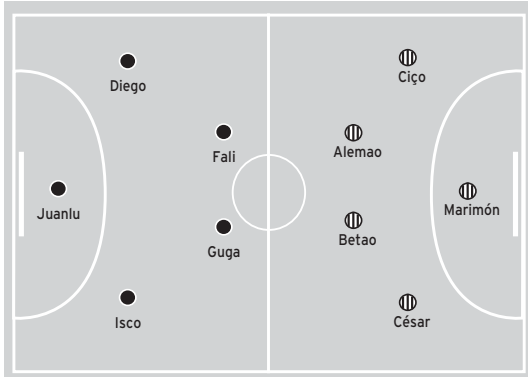 Diego
Ciço
Fali
Alemao
Juanlu
Marimón
Guga
Betao
Isco
César